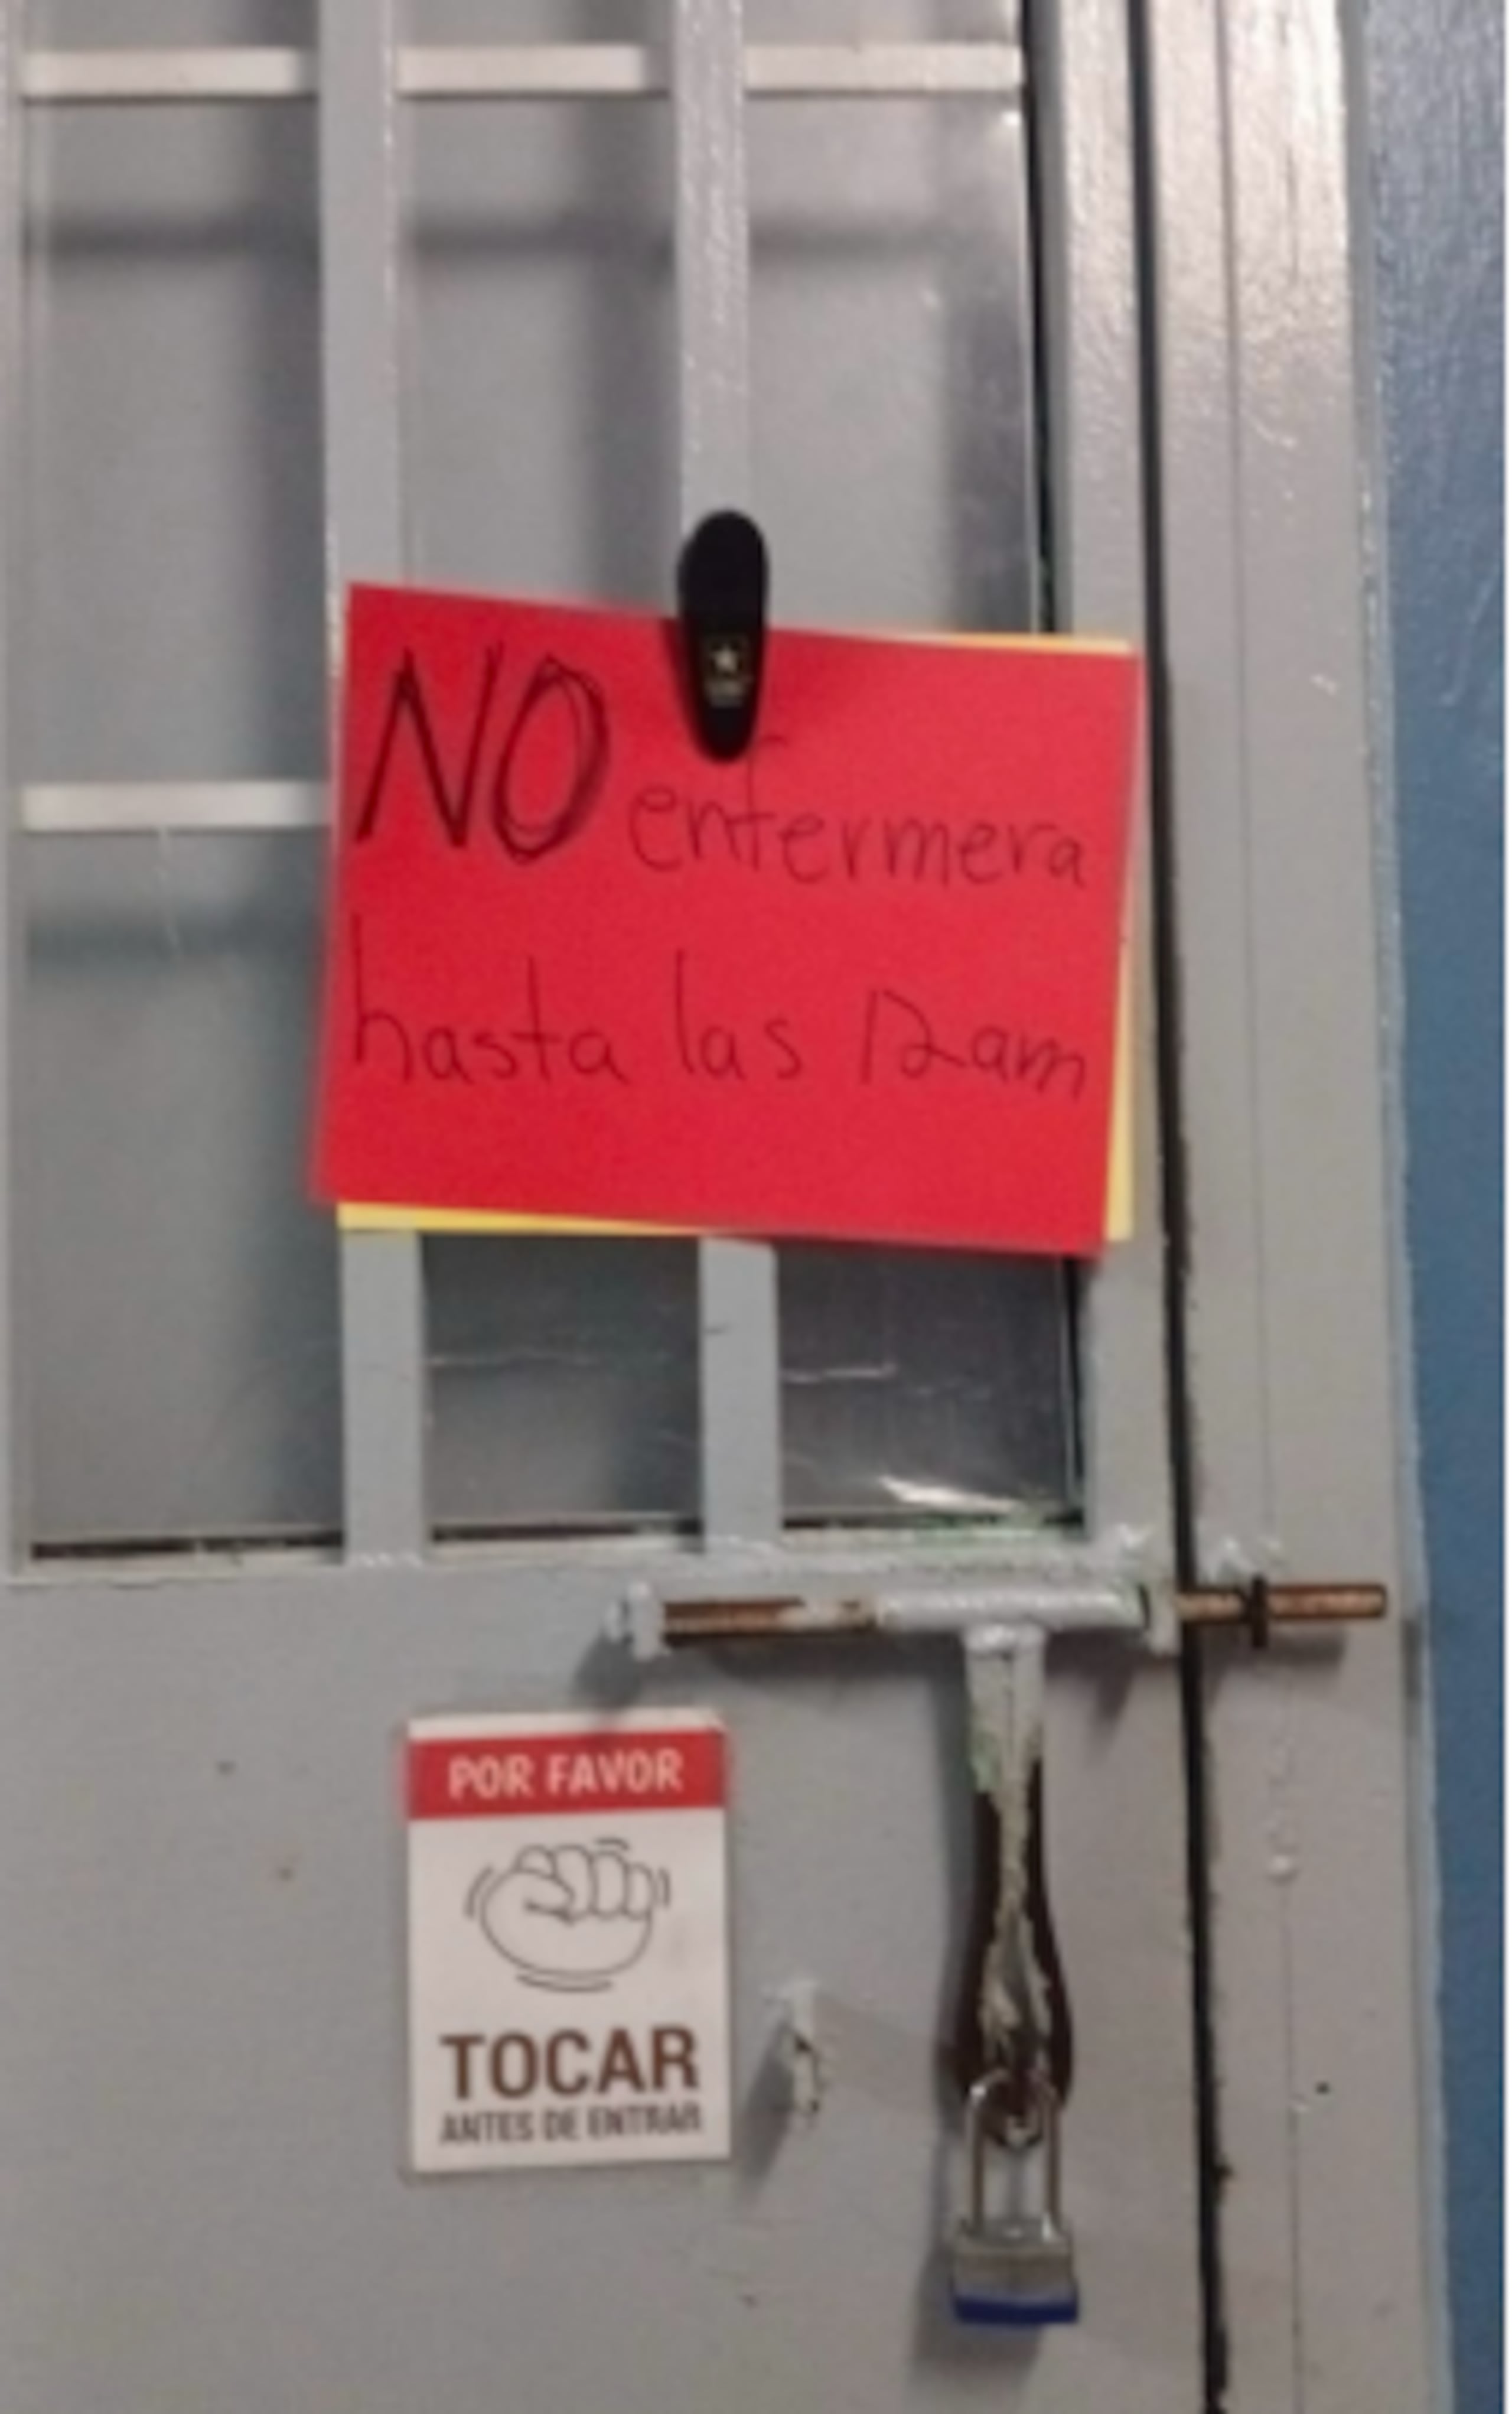 NO enfermera
hasta las 12am
POR FAVOR
TOCAR
ANTES DE ENTRAR